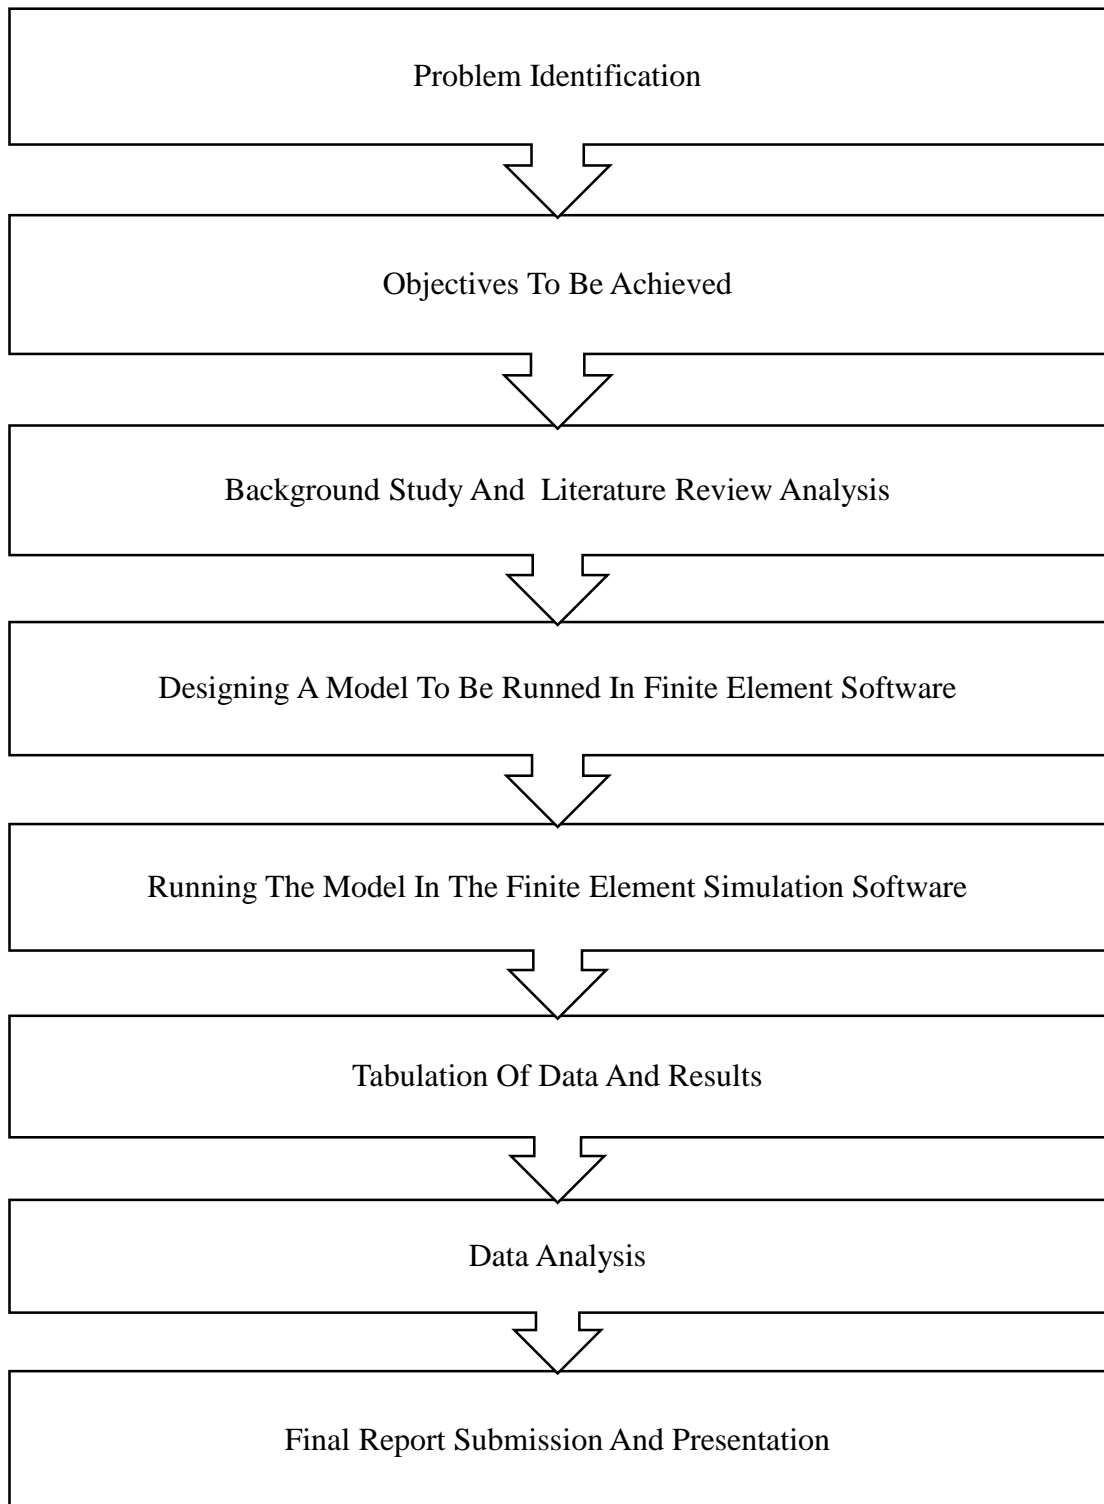 Problem Identification
Objectives To Be Achieved
Background Study And  Literature Review Analysis
Designing A Model To Be Runned In Finite Element Software
Running The Model In The Finite Element Simulation Software
Tabulation Of Data And Results
Data Analysis
Final Report Submission And Presentation